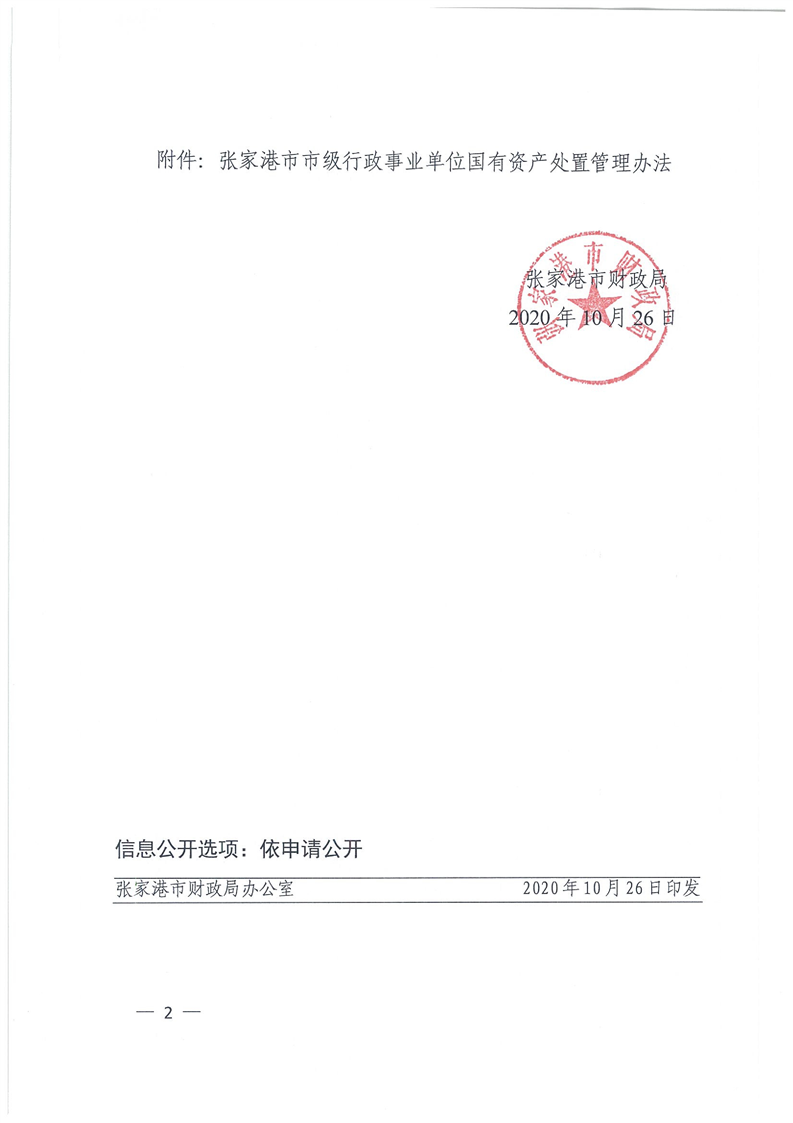 附件：张家港市市级行政事业单位国有资产处置管理办法
张家港市财政局
张家港市财政局
2020年10月26日
信息公开选项：依申请公开
张家港市财政局办公室 2020年10月26日印发
— 2 —